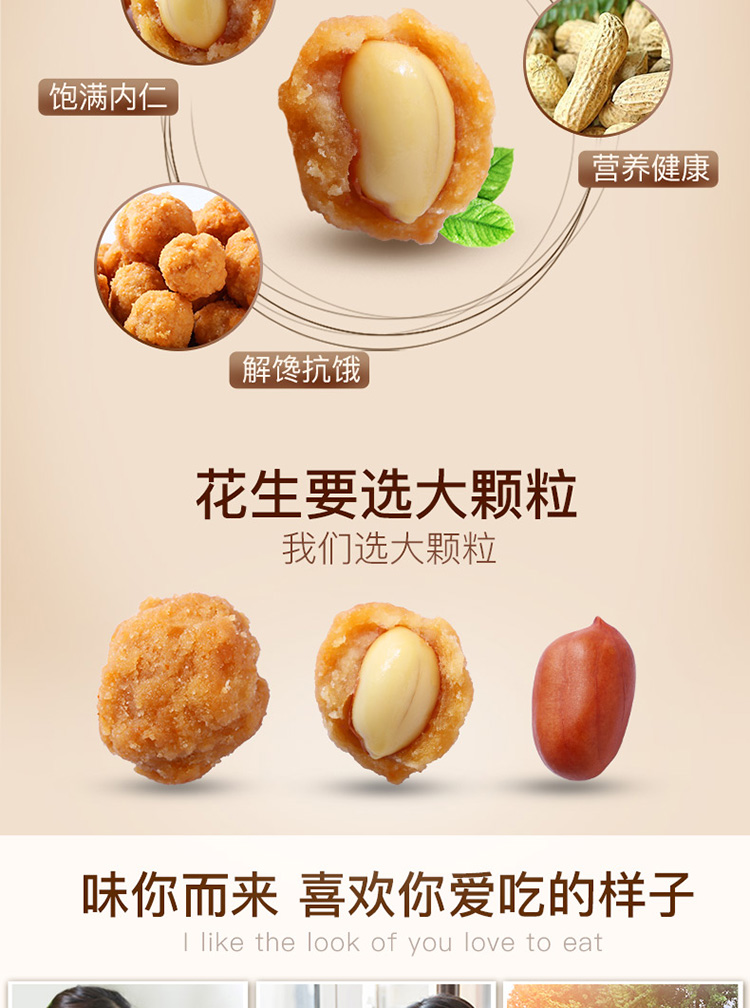 饱满内仁
营养健康
解馋抗饿
花生要选大颗粒
我们选大颗粒
味你而来 喜欢你爱吃的样子
I like the look of you love to eat